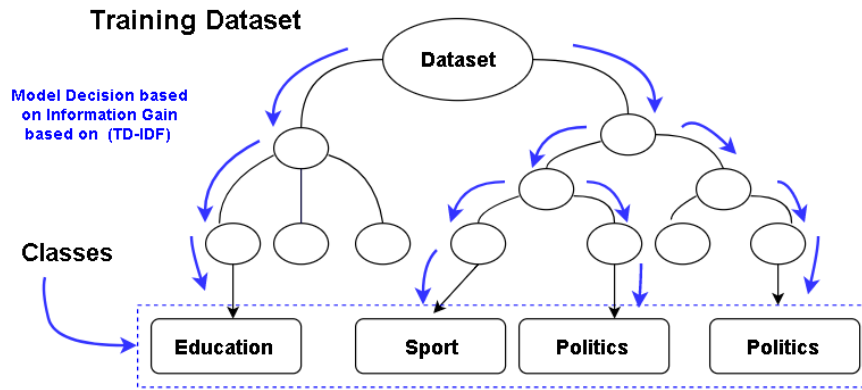 Training Dataset
Dataset
Model Decision based
on Information Gain
based on (TD-IDF)
Classes
Education
Sport
Politics
Politics